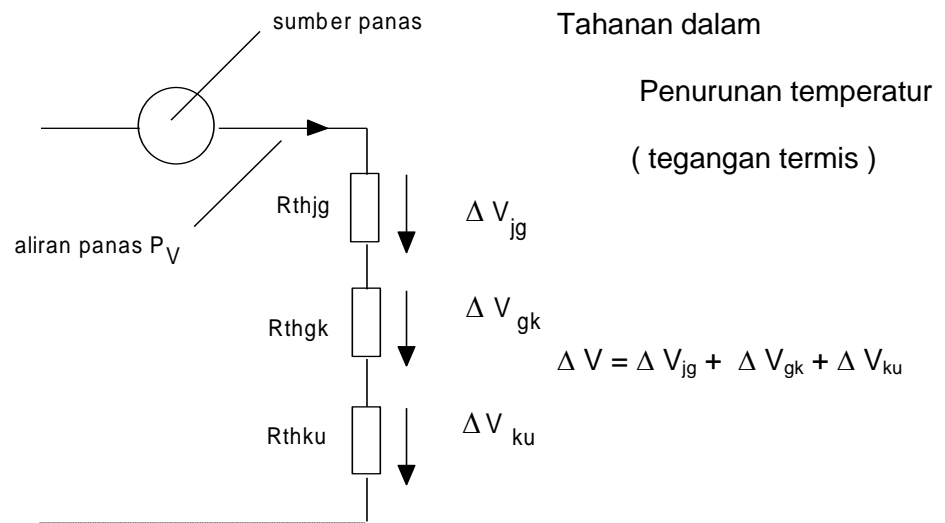 sumber panas
Tahanan dalam
Penurunan temperatur
( tegangan termis )
Rthjg
Δ V_jg
aliran panas P_V
Rthgk
Δ V_gk
Δ V = Δ V_jg + Δ V_gk + Δ V_ku
Rthku
Δ V_ku